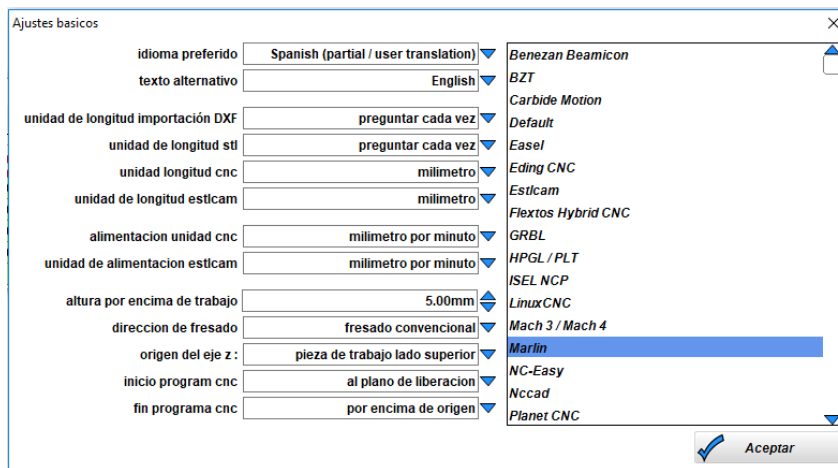 Ajustes basicos
idioma preferido Spanish (partial / user translation)
texto alternativo English
unidad de longitud importación DXF preguntar cada vez
unidad de longitud stl preguntar cada vez
unidad longitud cnc milimetro
unidad de longitud estlcam milimetro
alimentacion unidad cnc milimetro por minuto
unidad de alimentacion estlcam milimetro por minuto
altura por encima de trabajo 5.00mm
direccion de fresado fresado convencional
origen del eje z : pieza de trabajo lado superior
inicio program cnc al plano de liberacion
fin programa cnc por encima de origen
Benezan Beamicon
BZT
Carbide Motion
Default
Easel
Eding CNC
Estlcam
Flextos Hybrid CNC
GRBL
HPGL / PLT
ISEL NCP
LinuxCNC
Mach 3 / Mach 4
Marlin
NC-Easy
Nccad
Planet CNC
Aceptar